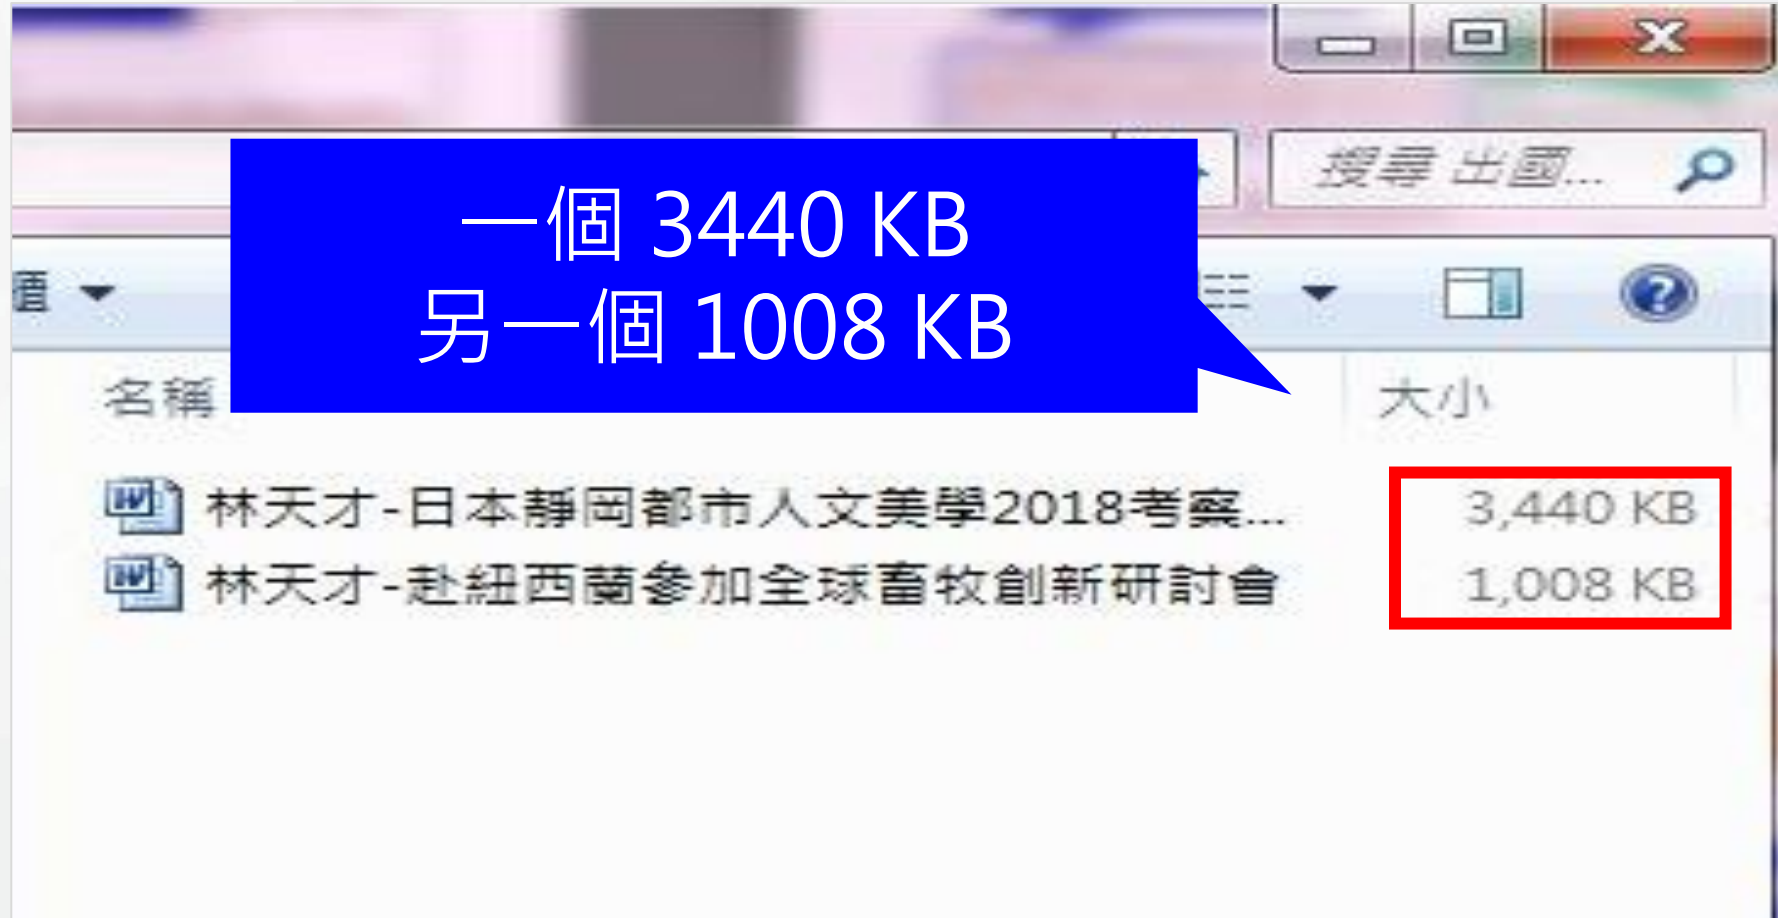 搜尋 出國...
一個 3440 KB
另一個 1008 KB
名稱
大小
林天才-日本靜岡都市人文美學2018考察... 3,440 KB
林天才-赴紐西蘭參加全球畜牧創新研討會 1,008 KB